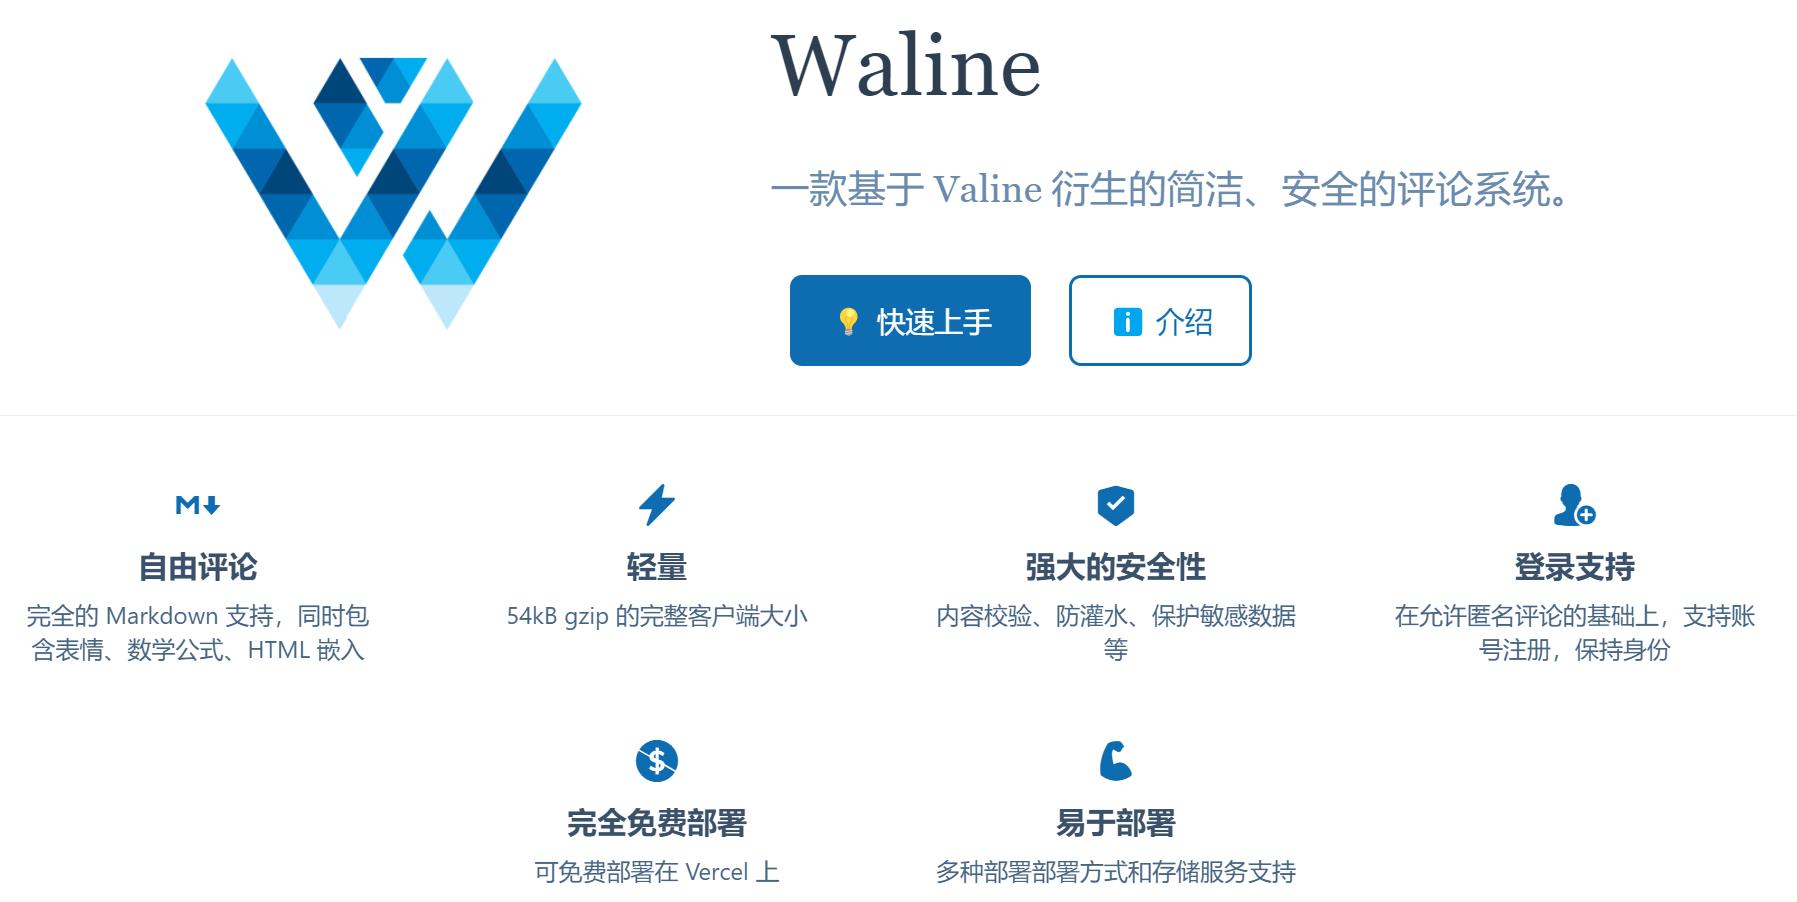 Waline
一款基于 Valine 衍生的简洁、安全的评论系统。
💡 快速上手
ℹ️ 介绍
自由评论
完全的 Markdown 支持，同时包
含表情、数学公式、HTML 嵌入
轻量
54kB gzip 的完整客户端大小
强大的安全性
内容校验、防灌水、保护敏感数据
等
登录支持
在允许匿名评论的基础上，支持账
号注册，保持身份
完全免费部署
可免费部署在 Vercel 上
易于部署
多种部署部署方式和存储服务支持